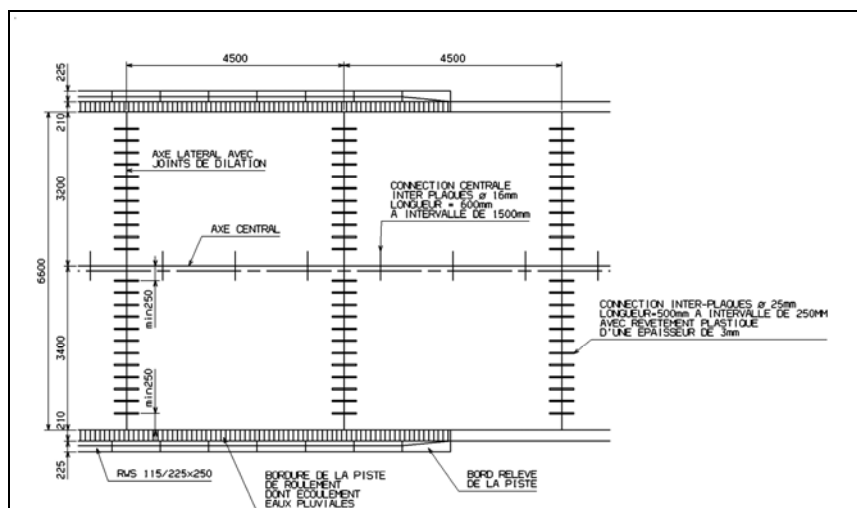 4500 4500
225
210
3200
6600
3400
210
225
AXE LATERAL AVEC
JOINTS DE DILATION
AXE CENTRAL
CONNECTION CENTRALE
INTER PLAQUES ø 16mm
LONGUEUR = 600mm
A INTERVALLE DE 1500mm
min250
min250
CONNECTION INTER-PLAQUES ø 25mm
LONGUEUR=500mm A INTERVALLE DE 250MM
AVEC REVETEMENT PLASTIQUE
D'UNE EPAISSEUR DE 3mm
RWS 115/225x250
BORDURE DE LA PISTE
DE ROULEMENT
DONT ECOULEMENT
EAUX PLUVIALES
BORD RELEVE
DE LA PISTE